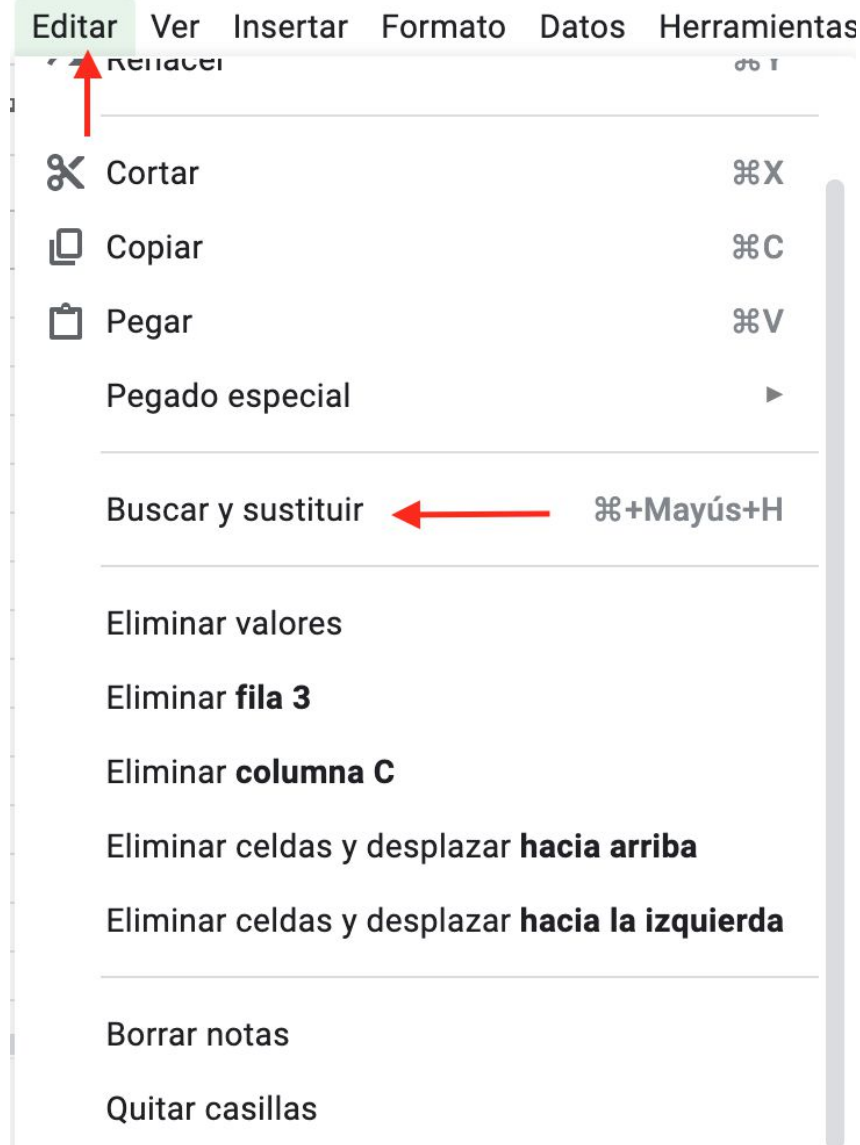 Editar Ver Insertar Formato Datos Herramientas
Rehacer ⌘Y
Cortar ⌘X
Copiar ⌘C
Pegar ⌘V
Pegado especial ►
Buscar y sustituir ⌘+Mayús+H
Eliminar valores
Eliminar fila 3
Eliminar columna C
Eliminar celdas y desplazar hacia arriba
Eliminar celdas y desplazar hacia la izquierda
Borrar notas
Quitar casillas